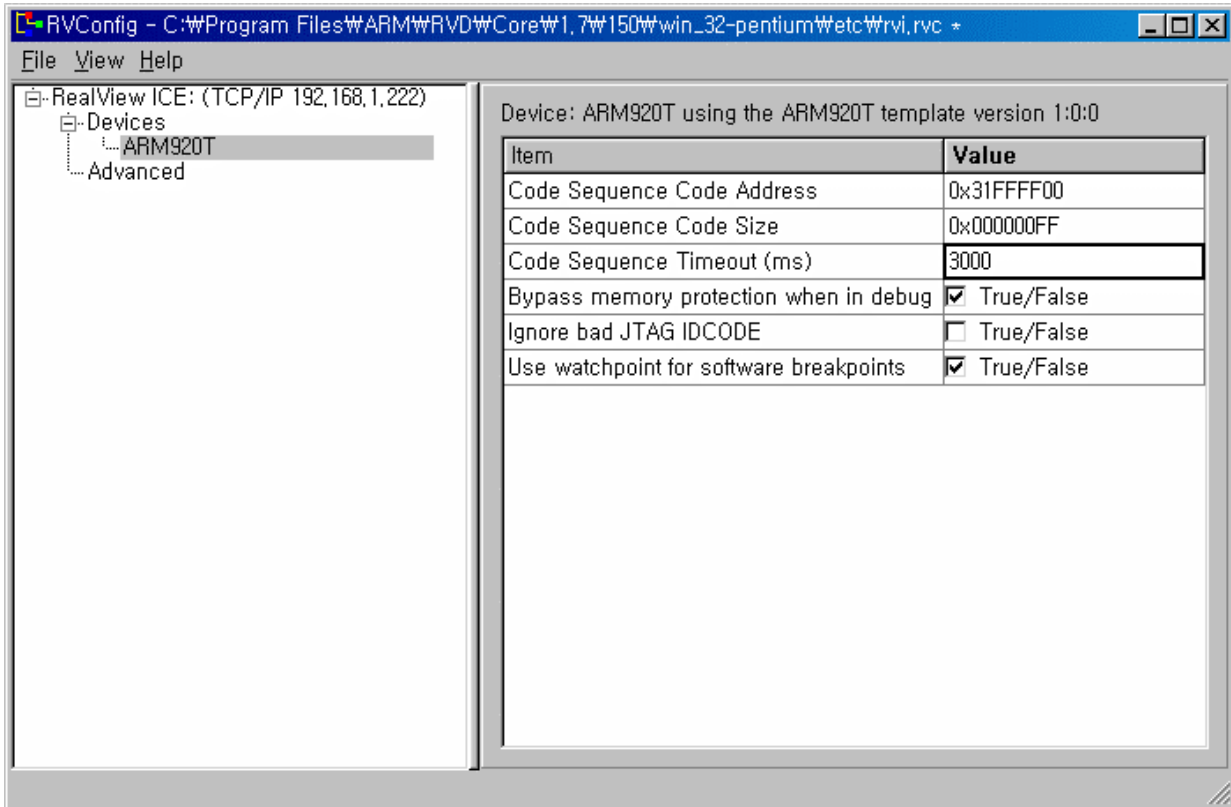 RVConfig - C:₩Program Files₩ARM₩RVD₩Core₩1,7₩150₩win_32-pentium₩etc₩rvi,rvc *
File View Help
RealView ICE: (TCP/IP 192,168,1,222)
Devices
ARM920T
Advanced
Device: ARM920T using the ARM920T template version 1:0:0
Item Value
Code Sequence Code Address 0x31FFFF00
Code Sequence Code Size 0x000000FF
Code Sequence Timeout (ms) 3000
Bypass memory protection when in debug True/False
Ignore bad JTAG IDCODE True/False
Use watchpoint for software breakpoints True/False